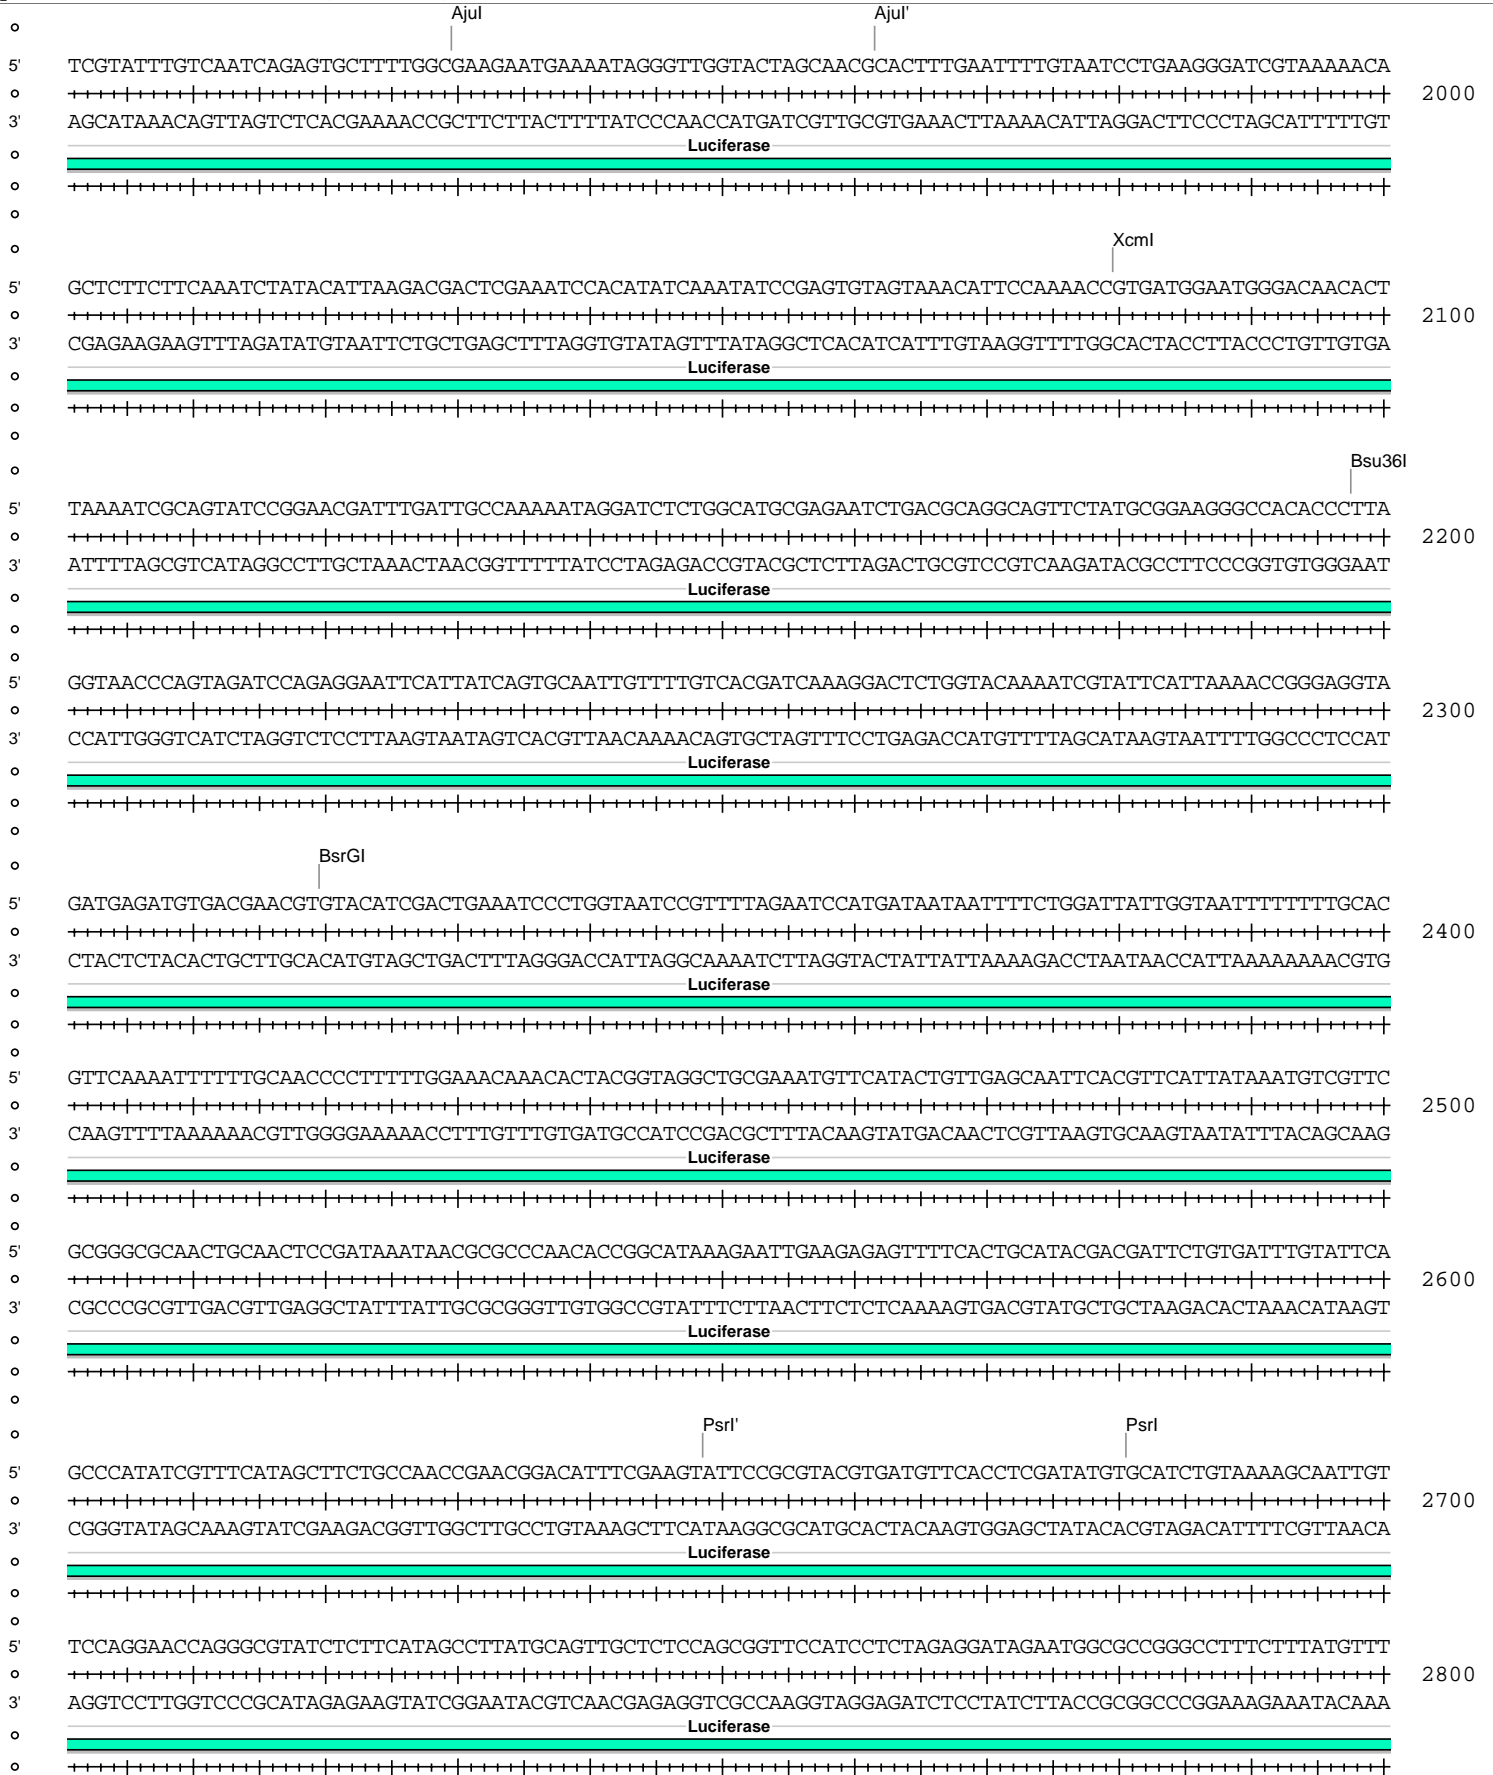 AjuI AjuI'
5' TCGTATTTGTCAATCAGAGTGCTTTTGGCGAAGAATGAAAATAGGGTTGGTACTAGCAACGCACTTTGAATTTTGTAATCCTGAAGGGATCGTAAAAACA
2000
3' AGCATAAACAGTTAGTCTCACGAAAACCGCTTCTTACTTTTATCCCAACCATGATCGTTGCGTGAAACTTAAAACATTAGGACTTCCCTAGCATTTTTGT
Luciferase
XcmI
5' GCTCTTCTTCAAATCTATACATTAAGACGACTCGAAATCCACATATCAAATATCCGAGTGTAGTAAACATTCCAAAACCGTGATGGAATGGGACAACACT
2100
3' CGAGAAGAAGTTTAGATATGTAATTCTGCTGAGCTTTAGGTGTATAGTTTATAGGCTCACATCATTTGTAAGGTTTTGGCACTACCTTACCCTGTTGTGA
Luciferase
Bsu36I
5' TAAAATCGCAGTATCCGGAACGATTTGATTGCCAAAAATAGGATCTCTGGCATGCGAGAATCTGACGCAGGCAGTTCTATGCGGAAGGGCCACACCCTTA
2200
3' ATTTTAGCGTCATAGGCCTTGCTAAACTAACGGTTTTTATCCTAGAGACCGTACGCTCTTAGACTGCGTCCGTCAAGATACGCCTTCCCGGTGTGGGAAT
Luciferase
5' GGTAACCCAGTAGATCCAGAGGAATTCATTATCAGTGCAATTGTTTTGTCACGATCAAAGGACTCTGGTACAAAATCGTATTCATTAAAACCGGGAGGTA
2300
3' CCATTGGGTCATCTAGGTCTCCTTAAGTAATAGTCACGTTAACAAAACAGTGCTAGTTTCCTGAGACCATGTTTTAGCATAAGTAATTTTGGCCCTCCAT
Luciferase
BsrGI
5' GATGAGATGTGACGAACGTGTACATCGACTGAAATCCCTGGTAATCCGTTTTAGAATCCATGATAATAATTTTCTGGATTATTGGTAATTTTTTTTGCAC
2400
3' CTACTCTACACTGCTTGCACATGTAGCTGACTTTAGGGACCATTAGGCAAAATCTTAGGTACTATTATTAAAAGACCTAATAACCATTAAAAAAAACGTG
Luciferase
5' GTTCAAAATTTTTTGCAACCCCTTTTTGGAAACAAACACTACGGTAGGCTGCGAAATGTTCATACTGTTGAGCAATTCACGTTCATTATAAATGTCGTTC
2500
3' CAAGTTTTAAAAAACGTTGGGGAAAAACCTTTGTTTGTGATGCCATCCGACGCTTTACAAGTATGACAACTCGTTAAGTGCAAGTAATATTTACAGCAAG
Luciferase
5' GCGGGCGCAACTGCAACTCCGATAAATAACGCGCCCAACACCGGCATAAAGAATTGAAGAGAGTTTTCACTGCATACGACGATTCTGTGATTTGTATTCA
2600
3' CGCCCGCGTTGACGTTGAGGCTATTTATTGCGCGGGTTGTGGCCGTATTTCTTAACTTCTCTCAAAAGTGACGTATGCTGCTAAGACACTAAACATAAGT
Luciferase
PsrI' PsrI
5' GCCCATATCGTTTCATAGCTTCTGCCAACCGAACGGACATTTCGAAGTATTCCGCGTACGTGATGTTCACCTCGATATGTGCATCTGTAAAAGCAATTGT
2700
3' CGGGTATAGCAAAGTATCGAAGACGGTTGGCTTGCCTGTAAAGCTTCATAAGGCGCATGCACTACAAGTGGAGCTATACACGTAGACATTTTCGTTAACA
Luciferase
5' TCCAGGAACCAGGGCGTATCTCTTCATAGCCTTATGCAGTTGCTCTCCAGCGGTTCCATCCTCTAGAGGATAGAATGGCGCCGGGCCTTTCTTTATGTTT
2800
3' AGGTCCTTGGTCCCGCATAGAGAAGTATCGGAATACGTCAACGAGAGGTCGCCAAGGTAGGAGATCTCCTATCTTACCGCGGCCCGGAAAGAAATACAAA
Luciferase